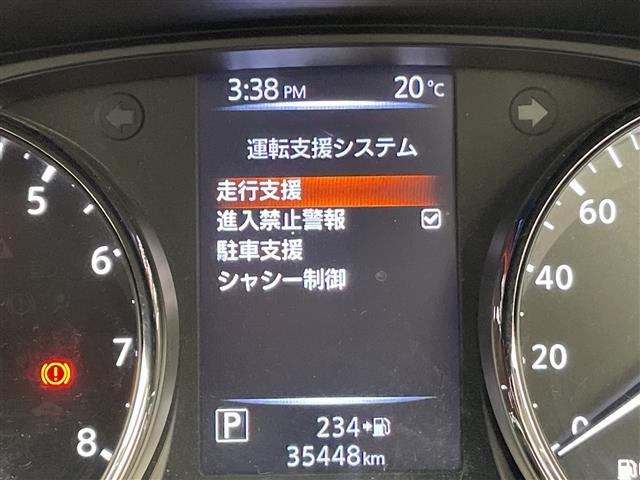 3:38 PM 20℃
運転支援システム
走行支援
進入禁止警報
駐車支援
シャシー制御
P 234
35448km
5
6
7
8
60
40
20
0